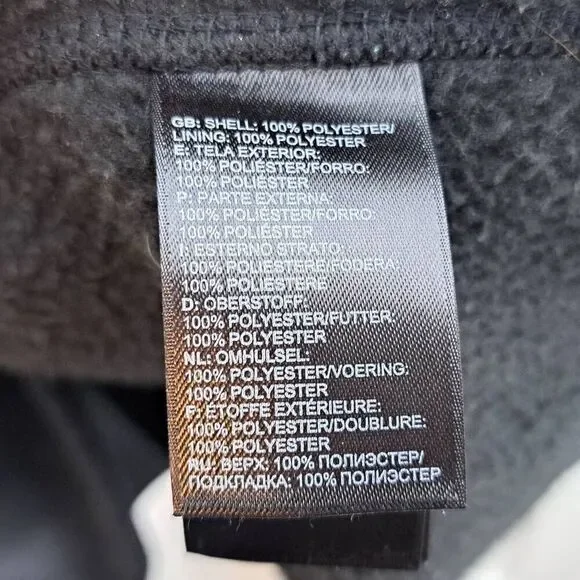 GB: SHELL: 100% POLYESTER/
LINING: 100% POLYESTER
E: TELA EXTERIOR:
100% POLIÉSTER/FORRO:
100% POLIÉSTER
P: PARTE EXTERNA:
100% POLIÉSTER/FORRO:
100% POLIÉSTER
I: ESTERNO STRATO:
100% POLIESTERE/FODERA:
100% POLIESTERE
D: OBERSTOFF:
100% POLYESTER/FUTTER:
100% POLYESTER
NL: OMHULSEL:
100% POLYESTER/VOERING:
100% POLYESTER
F: ÉTOFFE EXTÉRIEURE:
100% POLYESTER/DOUBLURE:
100% POLYESTER
RU: ВЕРХ: 100% ПОЛИЭСТЕР/
ПОДКЛАДКА: 100% ПОЛИЭСТЕР